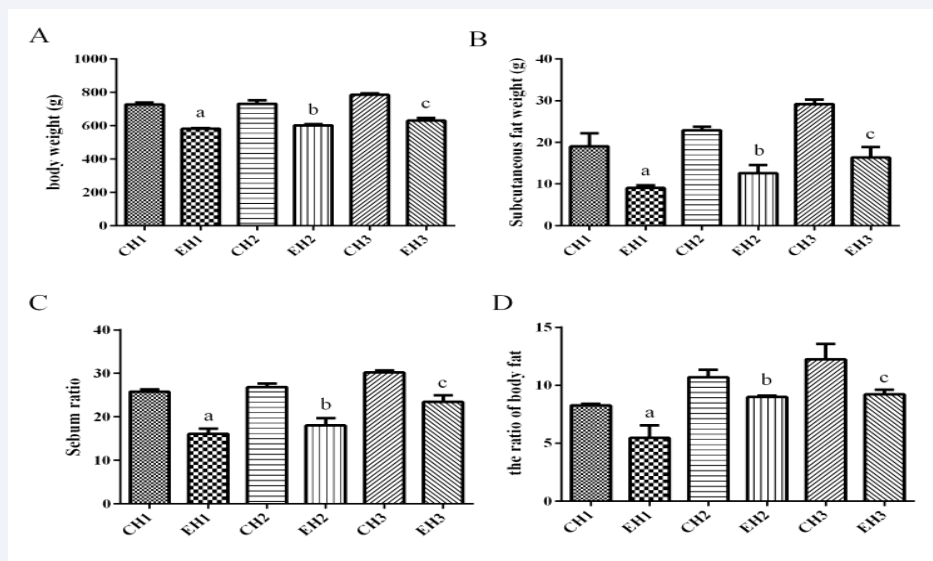 A
body weight (g)
1000
800
600
400
200
0
a
b
c
CH1
EH1
CH2
EH2
CH3
EH3
B
Subcutaneous fat weight (g)
40
30
20
10
0
a
b
c
CH1
EH1
CH2
EH2
CH3
EH3
C
Sebum ratio
40
30
20
10
0
a
b
c
CH1
EH1
CH2
EH2
CH3
EH3
D
the ratio of body fat
15
10
5
0
a
b
c
CH1
EH1
CH2
EH2
CH3
EH3